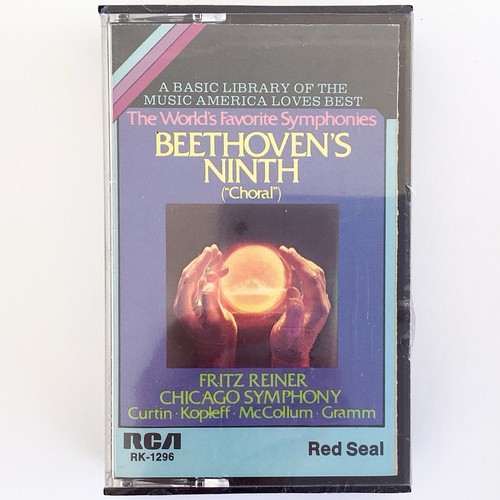 A BASIC LIBRARY OF THE
MUSIC AMERICA LOVES BEST
The World's Favorite Symphonies
BEETHOVEN'S
NINTH
("Choral")
FRITZ REINER
CHICAGO SYMPHONY
Curtin · Kopleff · McCollum · Gramm
RCA
RK-1296
Red Seal